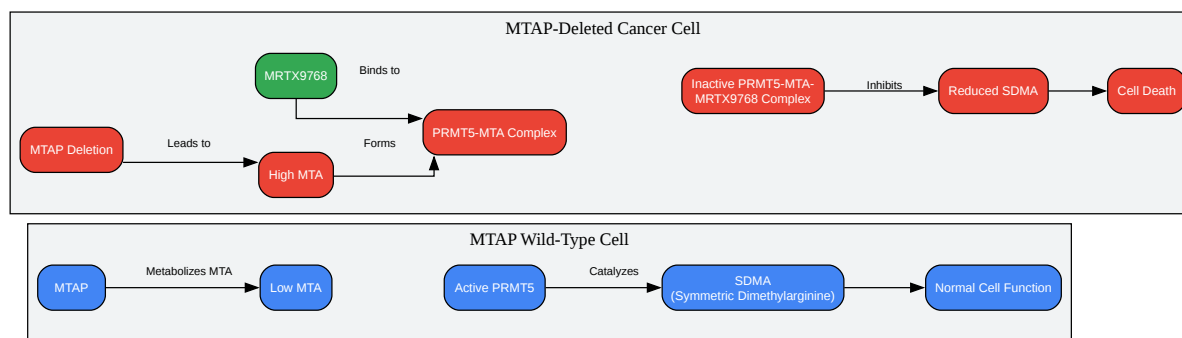 MTAP-Deleted Cancer Cell
MRTX9768
Binds to
Inactive PRMT5-MTA-
MRTX9768 Complex
Inhibits
Reduced SDMA
Cell Death
PRMT5-MTA Complex
MTAP Deletion
Leads to
Forms
High MTA
MTAP Wild-Type Cell
MTAP
Metabolizes MTA
Low MTA
Active PRMT5
Catalyzes
SDMA
(Symmetric Dimethylarginine)
Normal Cell Function